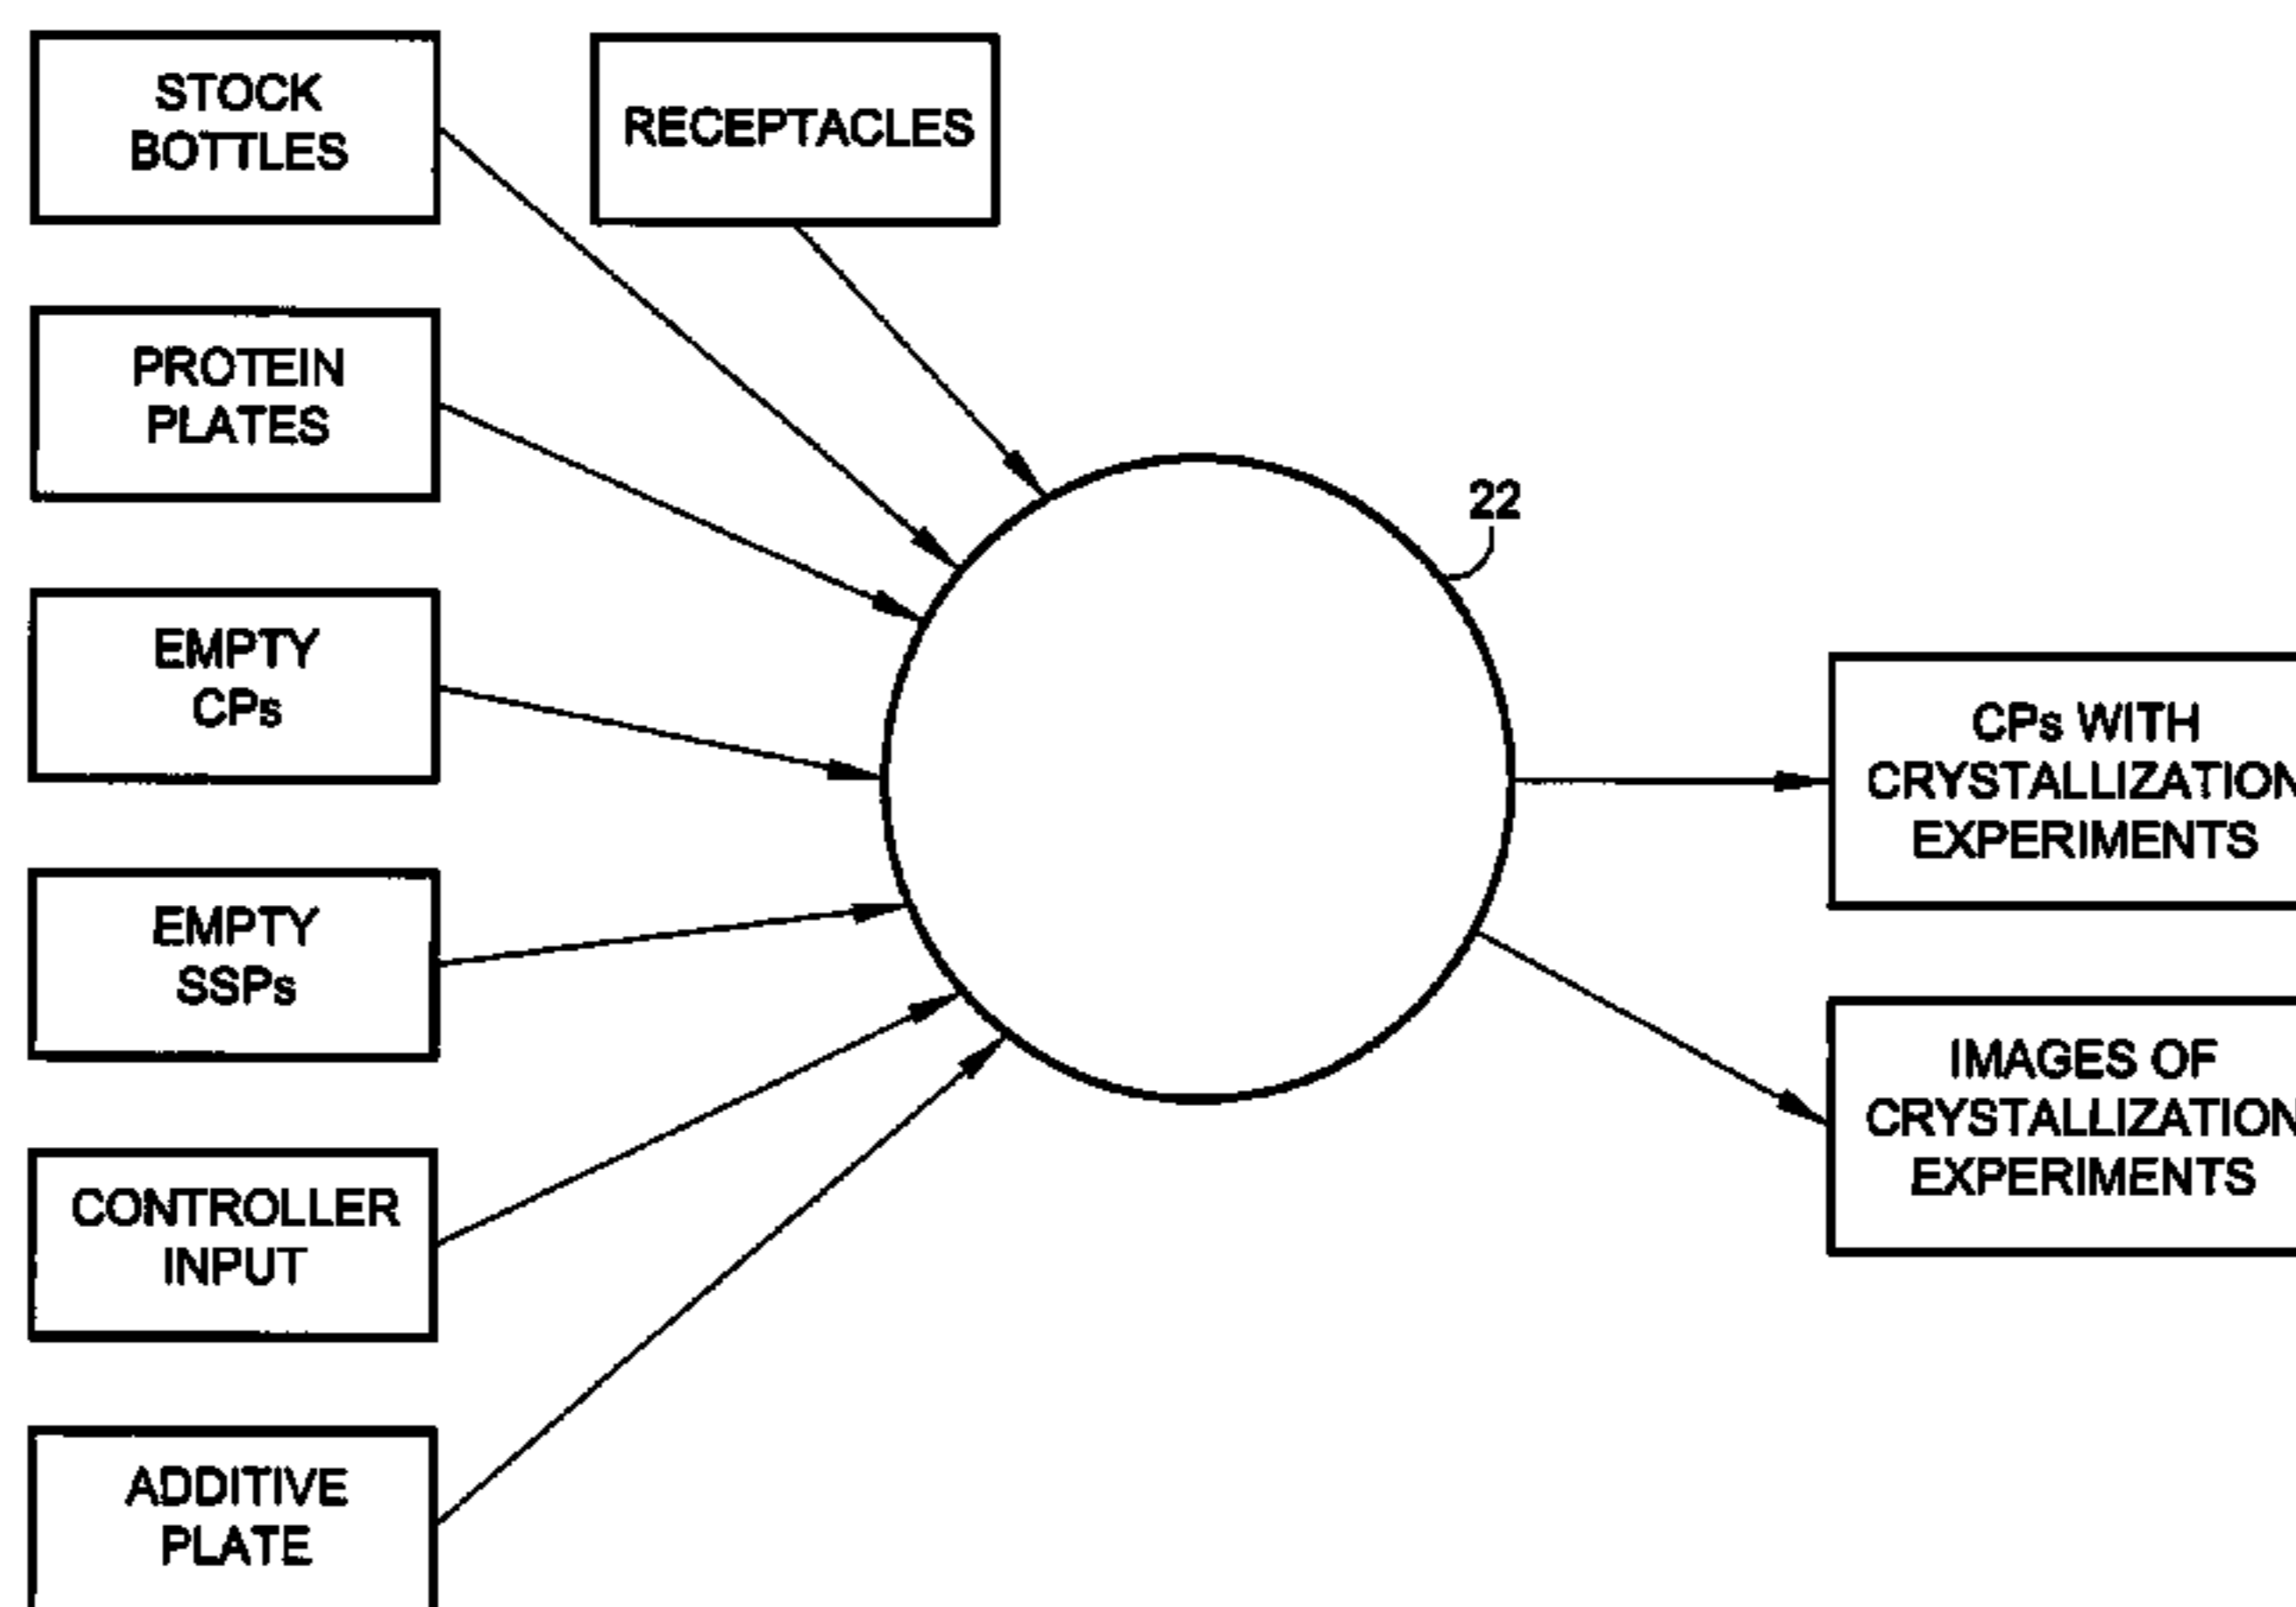 STOCK
BOTTLES
RECEPTACLES
PROTEIN
PLATES
22
EMPTY
CPs
CPs WITH
CRYSTALLIZATION
EXPERIMENTS
EMPTY
SSPs
IMAGES OF
CRYSTALLIZATION
EXPERIMENTS
CONTROLLER
INPUT
ADDITIVE
PLATE